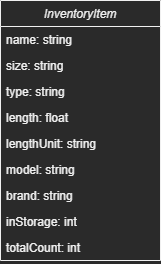 InventoryItem
name: string
size: string
type: string
length: float
lengthUnit: string
model: string
brand: string
inStorage: int
totalCount: int